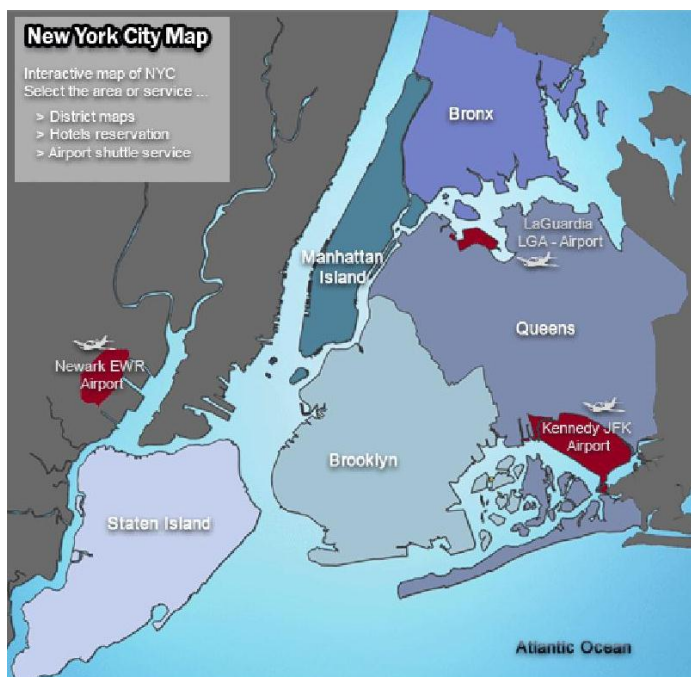 New York City Map
Interactive map of NYC
Select the area or service ...
> District maps
> Hotels reservation
> Airport shuttle service
Bronx
LaGuardia
LGA - Airport
Manhattan
Island
Queens
Newark EWR
Airport
Kennedy JFK
Airport
Brooklyn
Staten Island
Atlantic Ocean